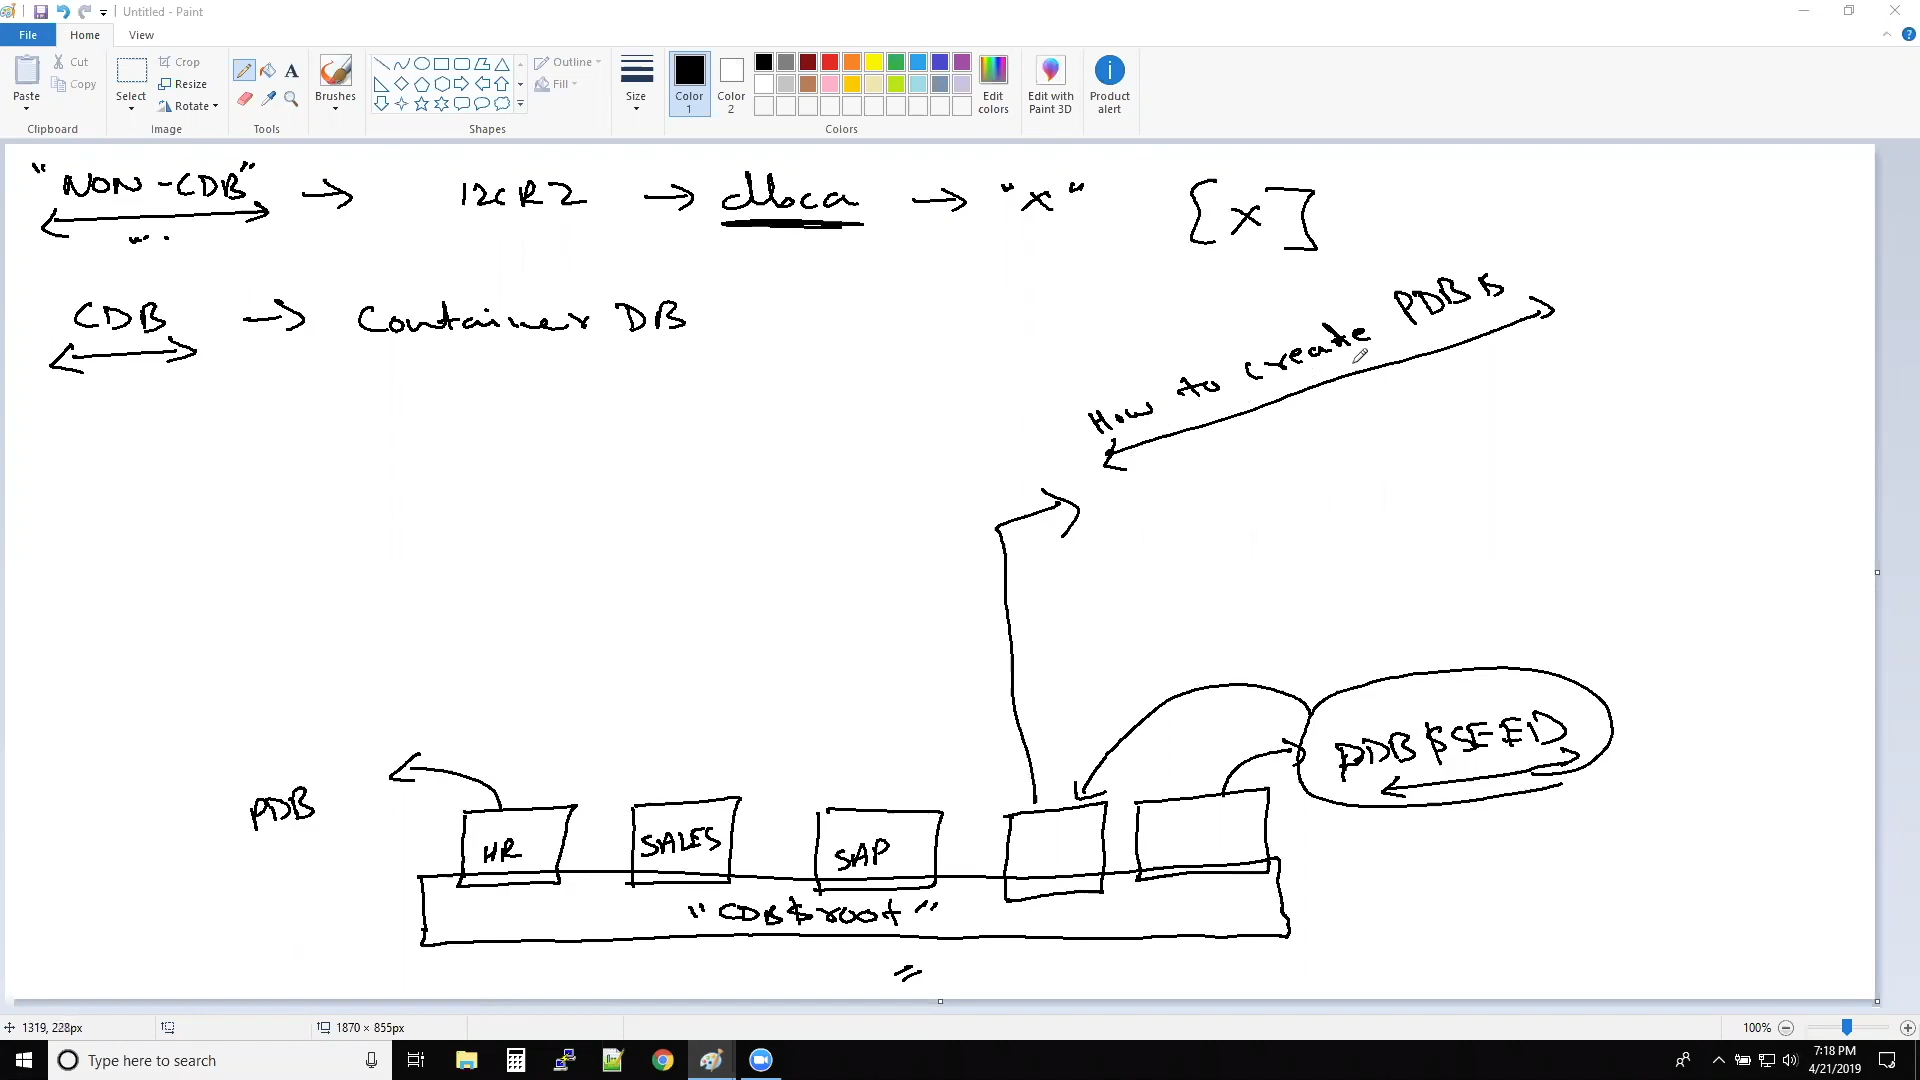 Untitled - Paint
File Home View
Paste
Cut
Copy
Clipboard
Select
Crop
Resize
Rotate
Image
Tools
Brushes
Shapes
Outline
Fill
Size
Color 1
Color 2
Colors
Edit colors
Edit with Paint 3D
Product alert
"NON-CDB" → 12CR2 → dbca → "x" [x]
CDB → Container DB
How to create PDBs
PDB$SEED
PDB
HR SALES SAP
"CDB$root"
1319, 228px
1870 × 855px
100%
Type here to search
7:18 PM
4/21/2019